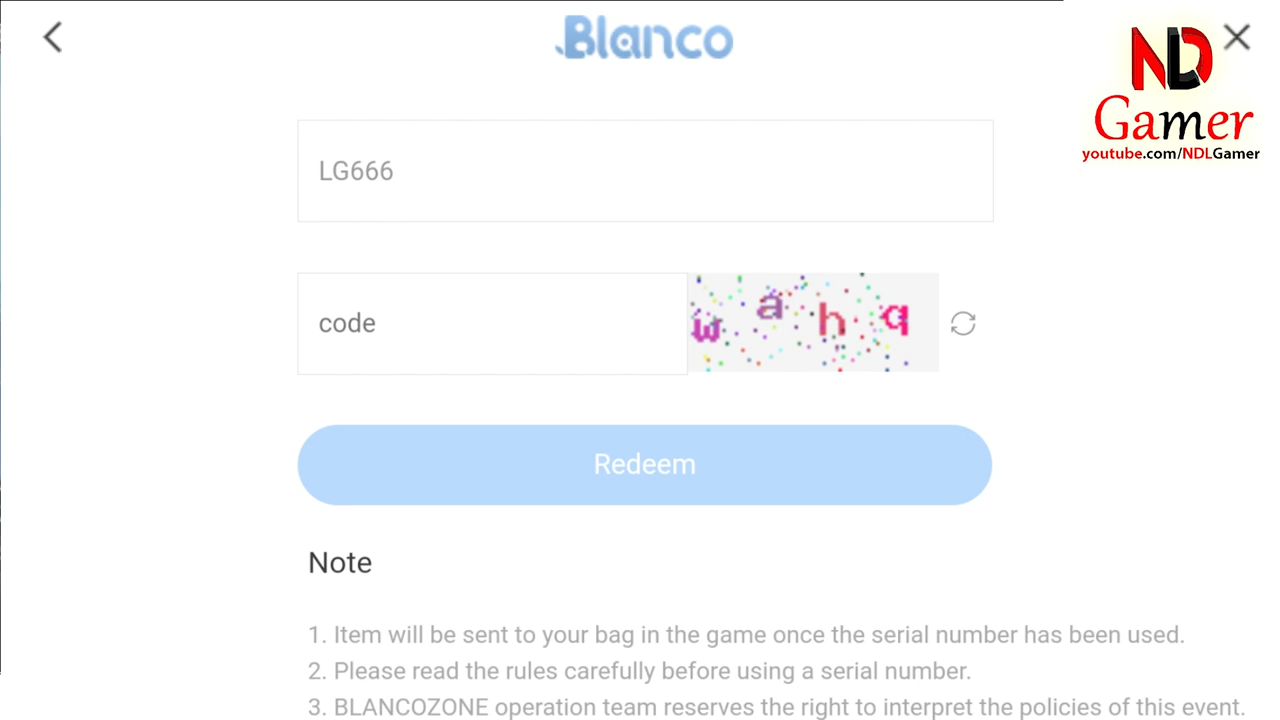 Blanco
ND
Gamer
youtube.com/NDLGamer
LG666
code
w a h q
Redeem
Note
1. Item will be sent to your bag in the game once the serial number has been used.
2. Please read the rules carefully before using a serial number.
3. BLANCOZONE operation team reserves the right to interpret the policies of this event.